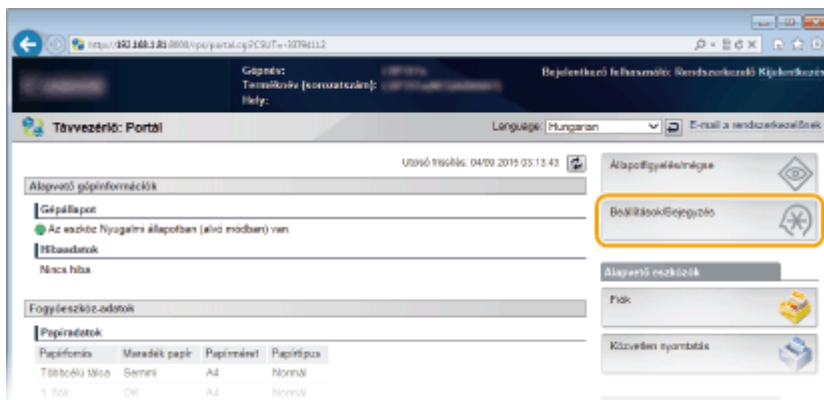 Gépnév:
Terméknév [sorozatszám]:
Hely:
Bejelentkező felhasználó: Rendszerkezelő Kijelentkezés
Távvezérlő: Portál
Language: Hungarian
E-mail a rendszerkezelőnek
Utolsó frissítés: 04/09 2015 03:13:43
Alapvető gépinformációk
Gépállapot
Az eszköz Nyugalmi állapotban (alvó módban) van.
Hibaadatok
Nincs hiba.
Fogyóeszköz-adatok
Papíradatok
Papírforrás Maradék papír Papírméret Papírtípus
Többcélú tálca Semmi A4 Normál
1. fiók OK A4 Normál
Állapotfigyelés/mégse
Beállítások/Bejegyzés
Alapvető eszközök
Fiók
Közvetlen nyomtatás